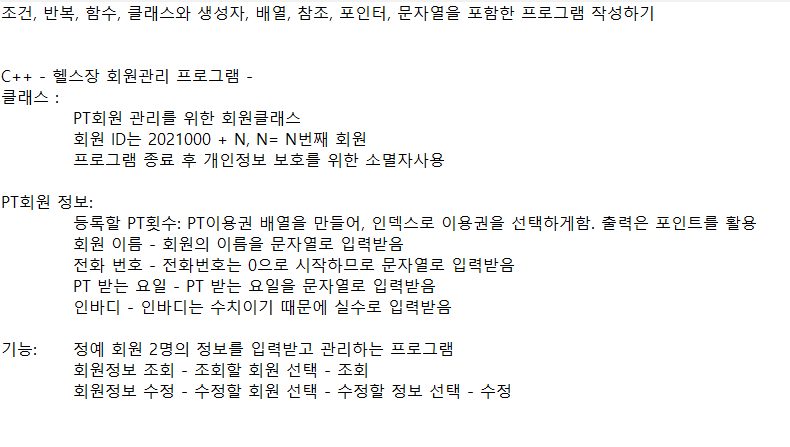 조건, 반복, 함수, 클래스와 생성자, 배열, 참조, 포인터, 문자열을 포함한 프로그램 작성하기
C++ - 헬스장 회원관리 프로그램 -
클래스 :
PT회원 관리를 위한 회원클래스
회원 ID는 2021000 + N, N= N번째 회원
프로그램 종료 후 개인정보 보호를 위한 소멸자사용
PT회원 정보:
등록할 PT횟수: PT이용권 배열을 만들어, 인덱스로 이용권을 선택하게함. 출력은 포인트를 활용
회원 이름 - 회원의 이름을 문자열로 입력받음
전화 번호 - 전화번호는 0으로 시작하므로 문자열로 입력받음
PT 받는 요일 - PT 받는 요일을 문자열로 입력받음
인바디 - 인바디는 수치이기 때문에 실수로 입력받음
기능: 정예 회원 2명의 정보를 입력받고 관리하는 프로그램
회원정보 조회 - 조회할 회원 선택 - 조회
회원정보 수정 - 수정할 회원 선택 - 수정할 정보 선택 - 수정